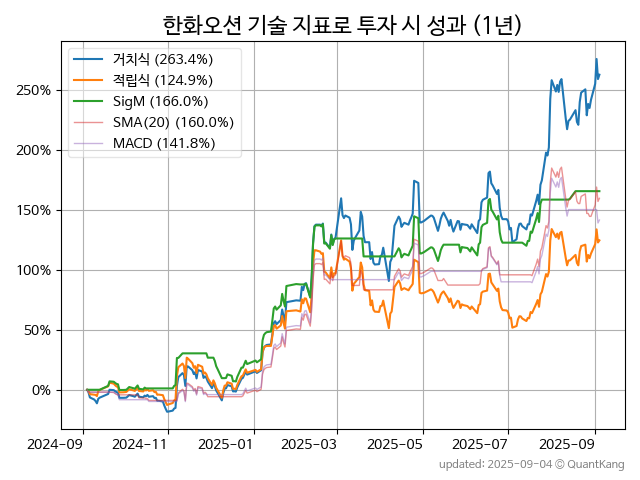 한화오션 기술 지표로 투자 시 성과 (1년)
거치식 (263.4%)
적립식 (124.9%)
SigM (166.0%)
SMA(20) (160.0%)
MACD (141.8%)
250%
200%
150%
100%
50%
0%
2024-09 2024-11 2025-01 2025-03 2025-05 2025-07 2025-09
updated: 2025-09-04 © QuantKang